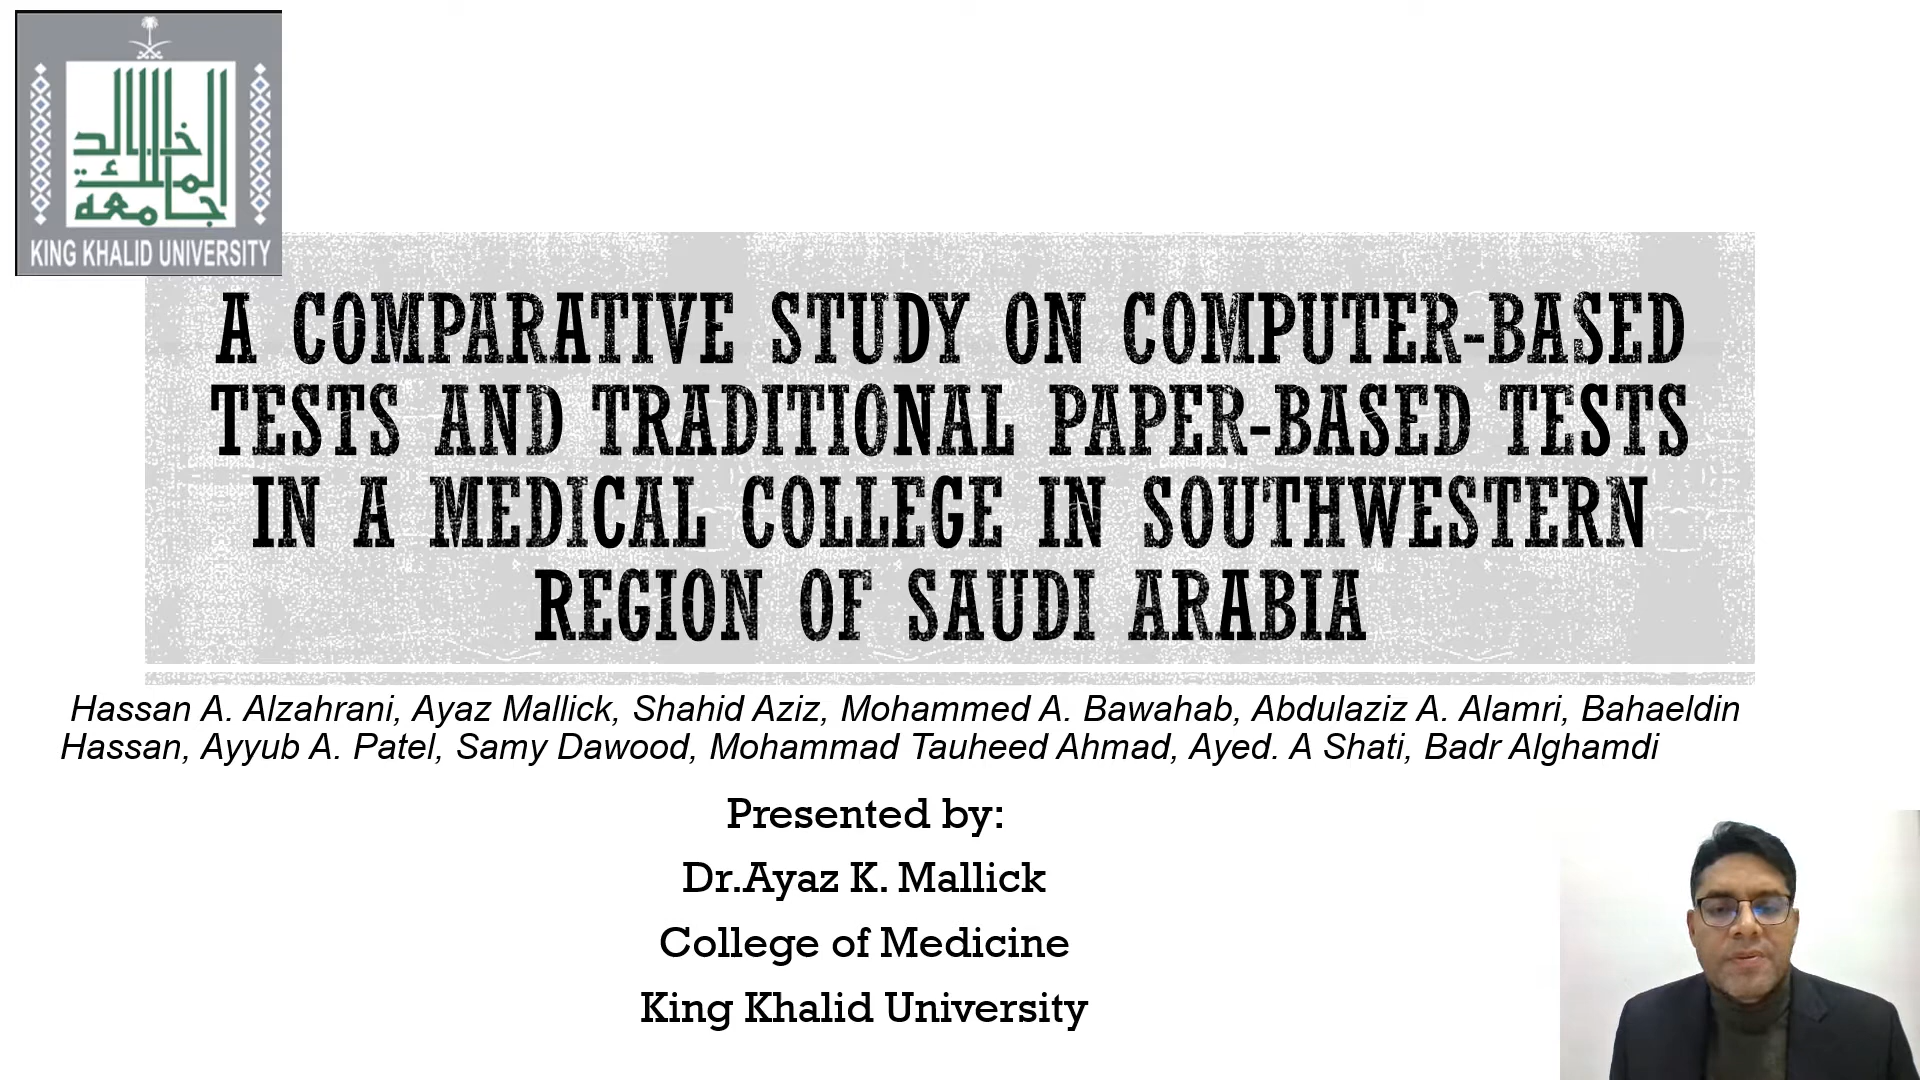 جامعة
الملك
خالد
KING KHALID UNIVERSITY
A COMPARATIVE STUDY ON COMPUTER-BASED
TESTS AND TRADITIONAL PAPER-BASED TESTS
IN A MEDICAL COLLEGE IN SOUTHWESTERN
REGION OF SAUDI ARABIA
Hassan A. Alzahrani, Ayaz Mallick, Shahid Aziz, Mohammed A. Bawahab, Abdulaziz A. Alamri, Bahaeldin
Hassan, Ayyub A. Patel, Samy Dawood, Mohammad Tauheed Ahmad, Ayed. A Shati, Badr Alghamdi
Presented by:
Dr.Ayaz K. Mallick
College of Medicine
King Khalid University